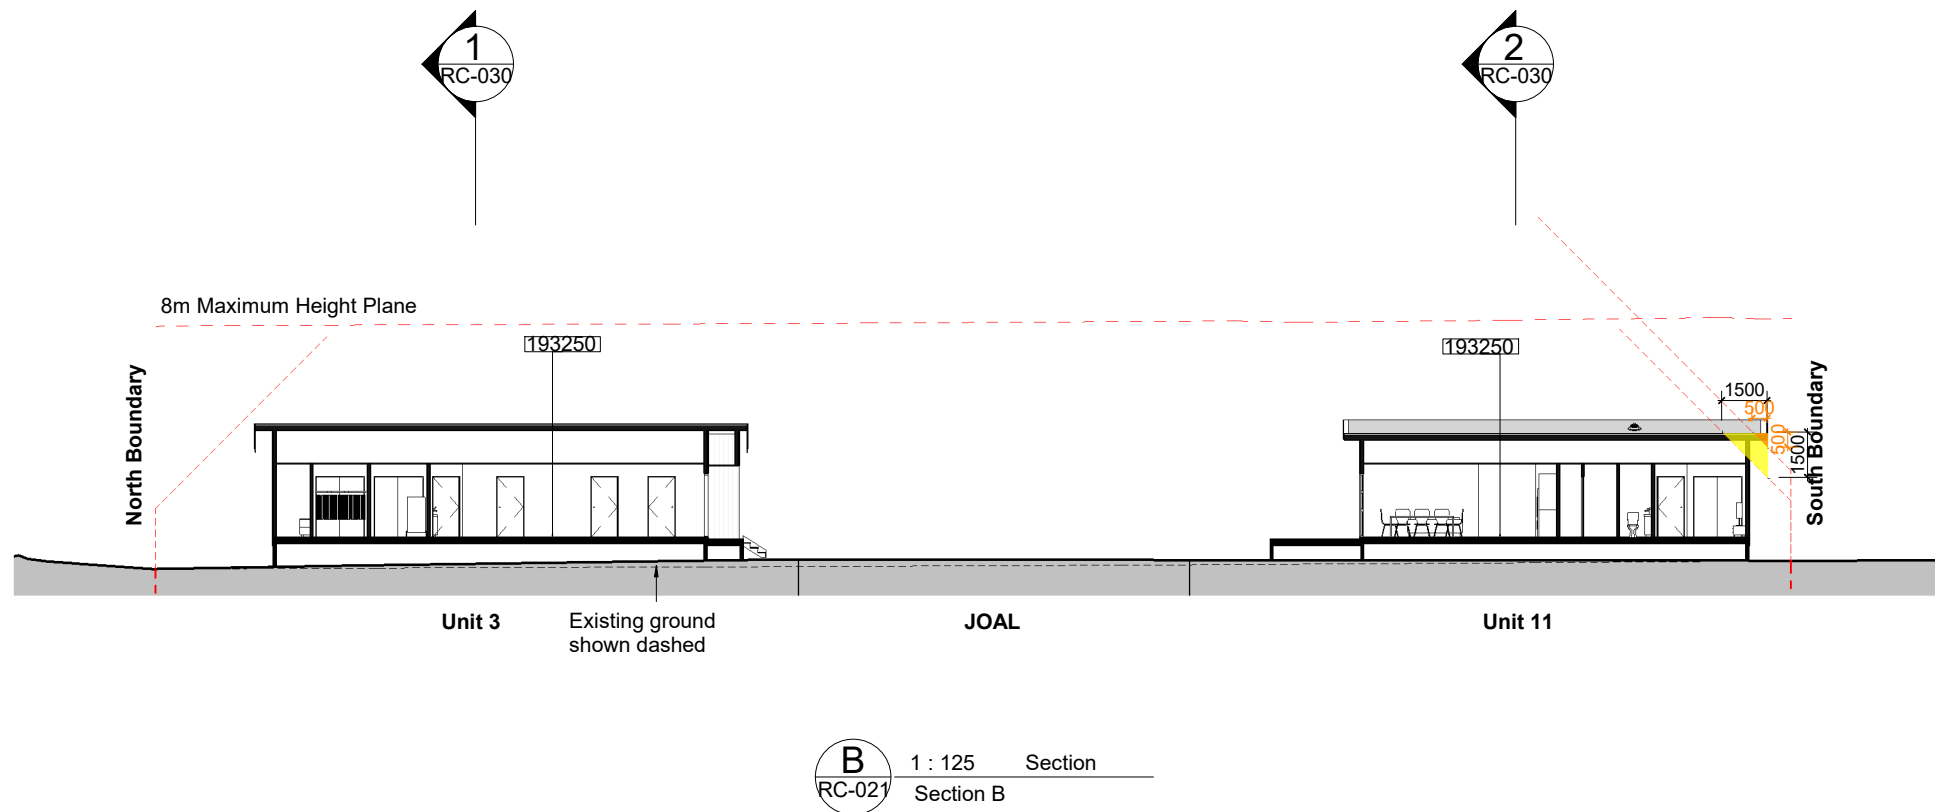 1
RC-030
2
RC-030
8m Maximum Height Plane
193250
193250
North Boundary
1500
500
500
1500
South Boundary
Unit 3
Existing ground
shown dashed
JOAL
Unit 11
B
RC-021
1 : 125 Section
Section B